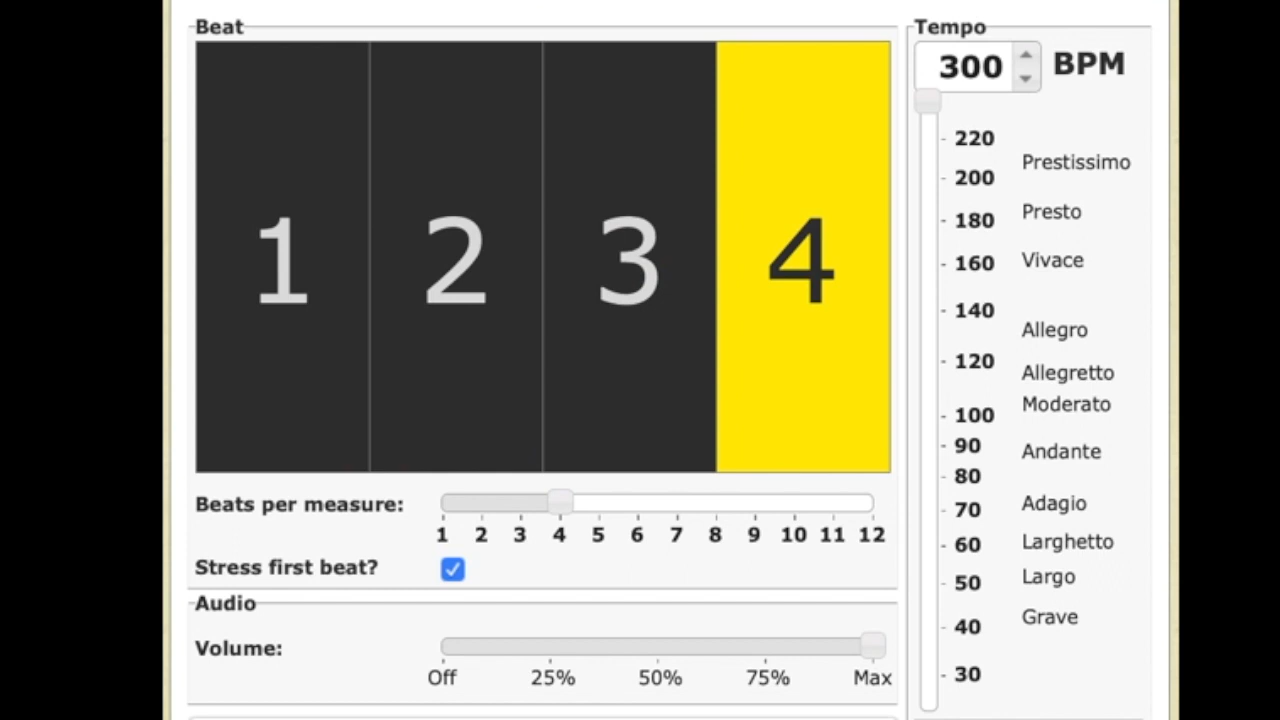 Beat
1 2 3 4
Beats per measure:
1 2 3 4 5 6 7 8 9 10 11 12
Stress first beat?
Audio
Volume:
Off 25% 50% 75% Max
Tempo
300 BPM
- 220
Prestissimo
- 200
Presto
- 180
Vivace
- 160
- 140
Allegro
- 120
Allegretto
Moderato
- 100
- 90
Andante
- 80
Adagio
- 70
Larghetto
- 60
Largo
- 50
Grave
- 40
- 30